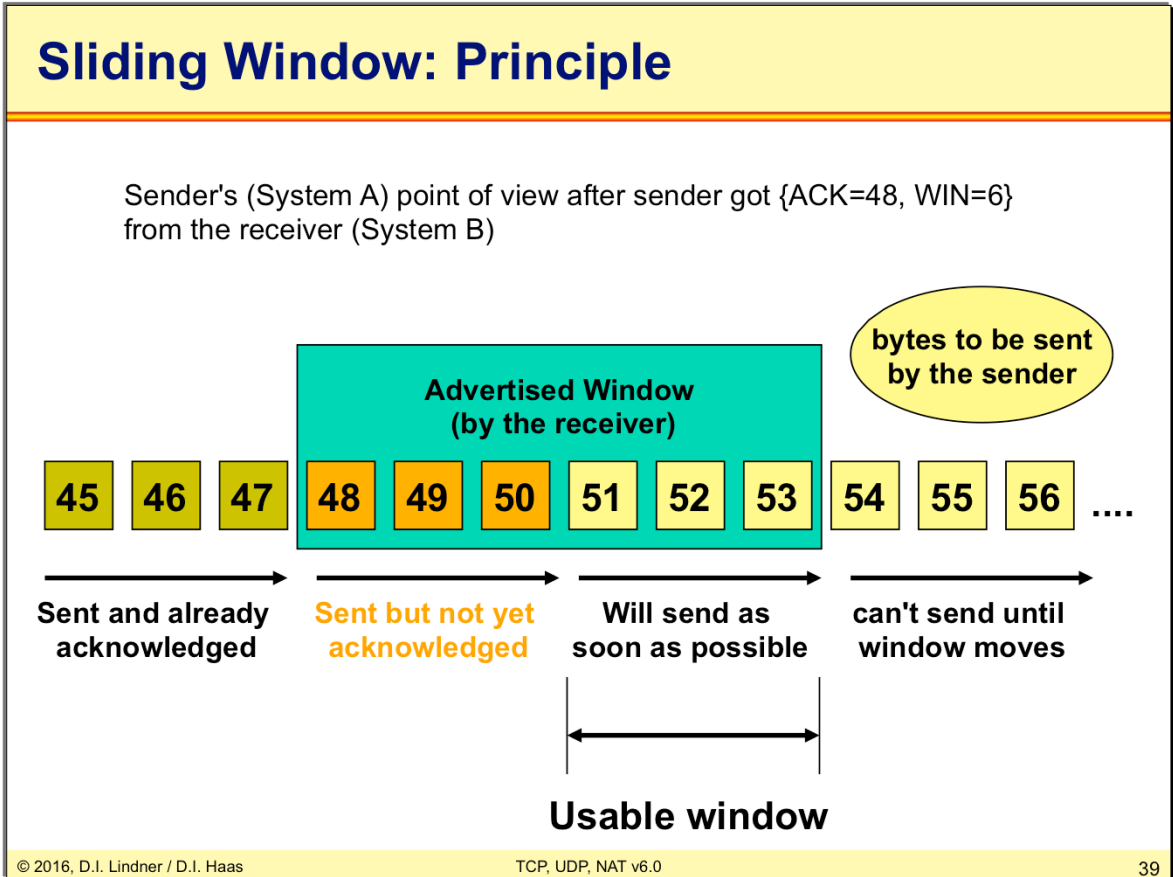 Sliding Window: Principle
Sender's (System A) point of view after sender got {ACK=48, WIN=6}
from the receiver (System B)
bytes to be sent
by the sender
Advertised Window
(by the receiver)
45 46 47 48 49 50 51 52 53 54 55 56 ....
Sent and already
acknowledged
Sent but not yet
acknowledged
Will send as
soon as possible
can't send until
window moves
Usable window
© 2016, D.I. Lindner / D.I. Haas
TCP, UDP, NAT v6.0
39